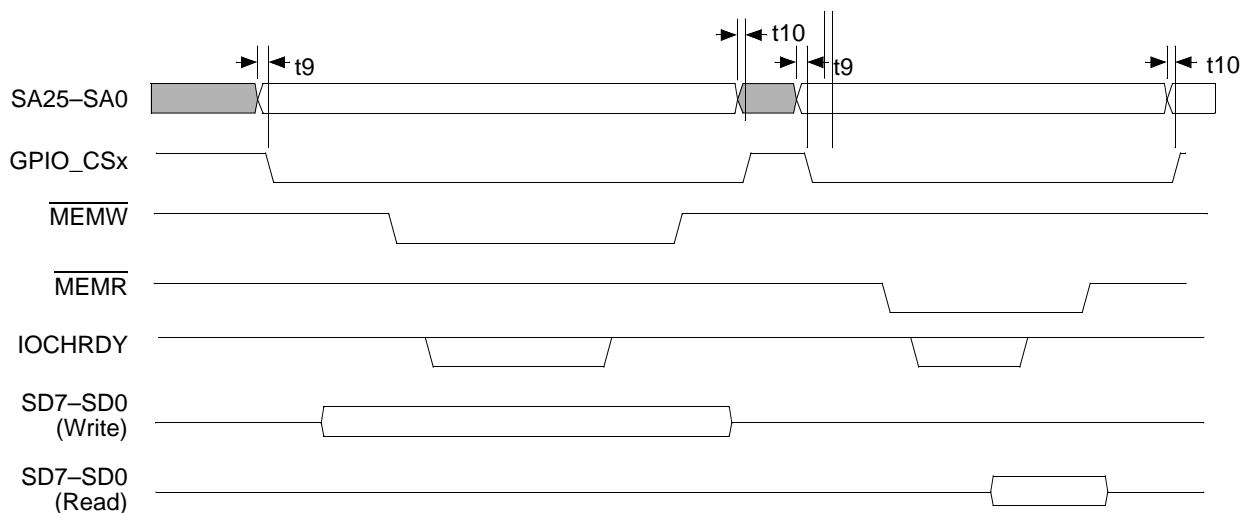 t10
t9
t9
t10
SA25–SA0
GPIO_CSx
MEMW
MEMR
IOCHRDY
SD7–SD0
(Write)
SD7–SD0
(Read)